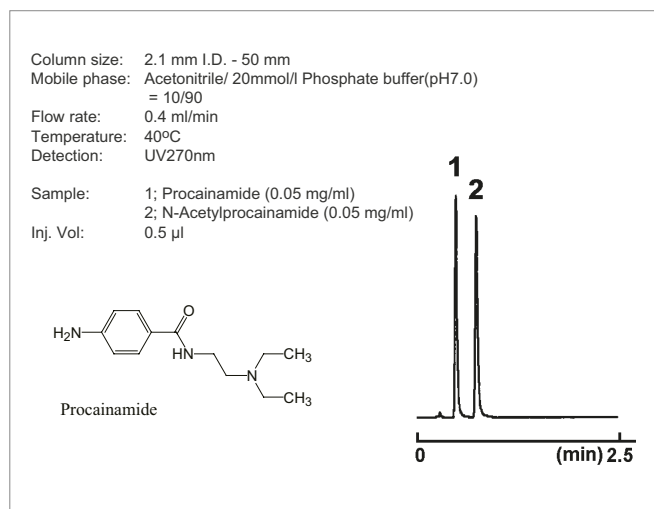 Column size: 2.1 mm I.D. - 50 mm
Mobile phase: Acetonitrile/ 20mmol/l Phosphate buffer(pH7.0)
= 10/90
Flow rate: 0.4 ml/min
Temperature: 40ºC
Detection: UV270nm
Sample: 1; Procainamide (0.05 mg/ml)
2; N-Acetylprocainamide (0.05 mg/ml)
Inj. Vol: 0.5 µl
1
2
O
H2N
HN
N
CH3
CH3
Procainamide
0 (min) 2.5